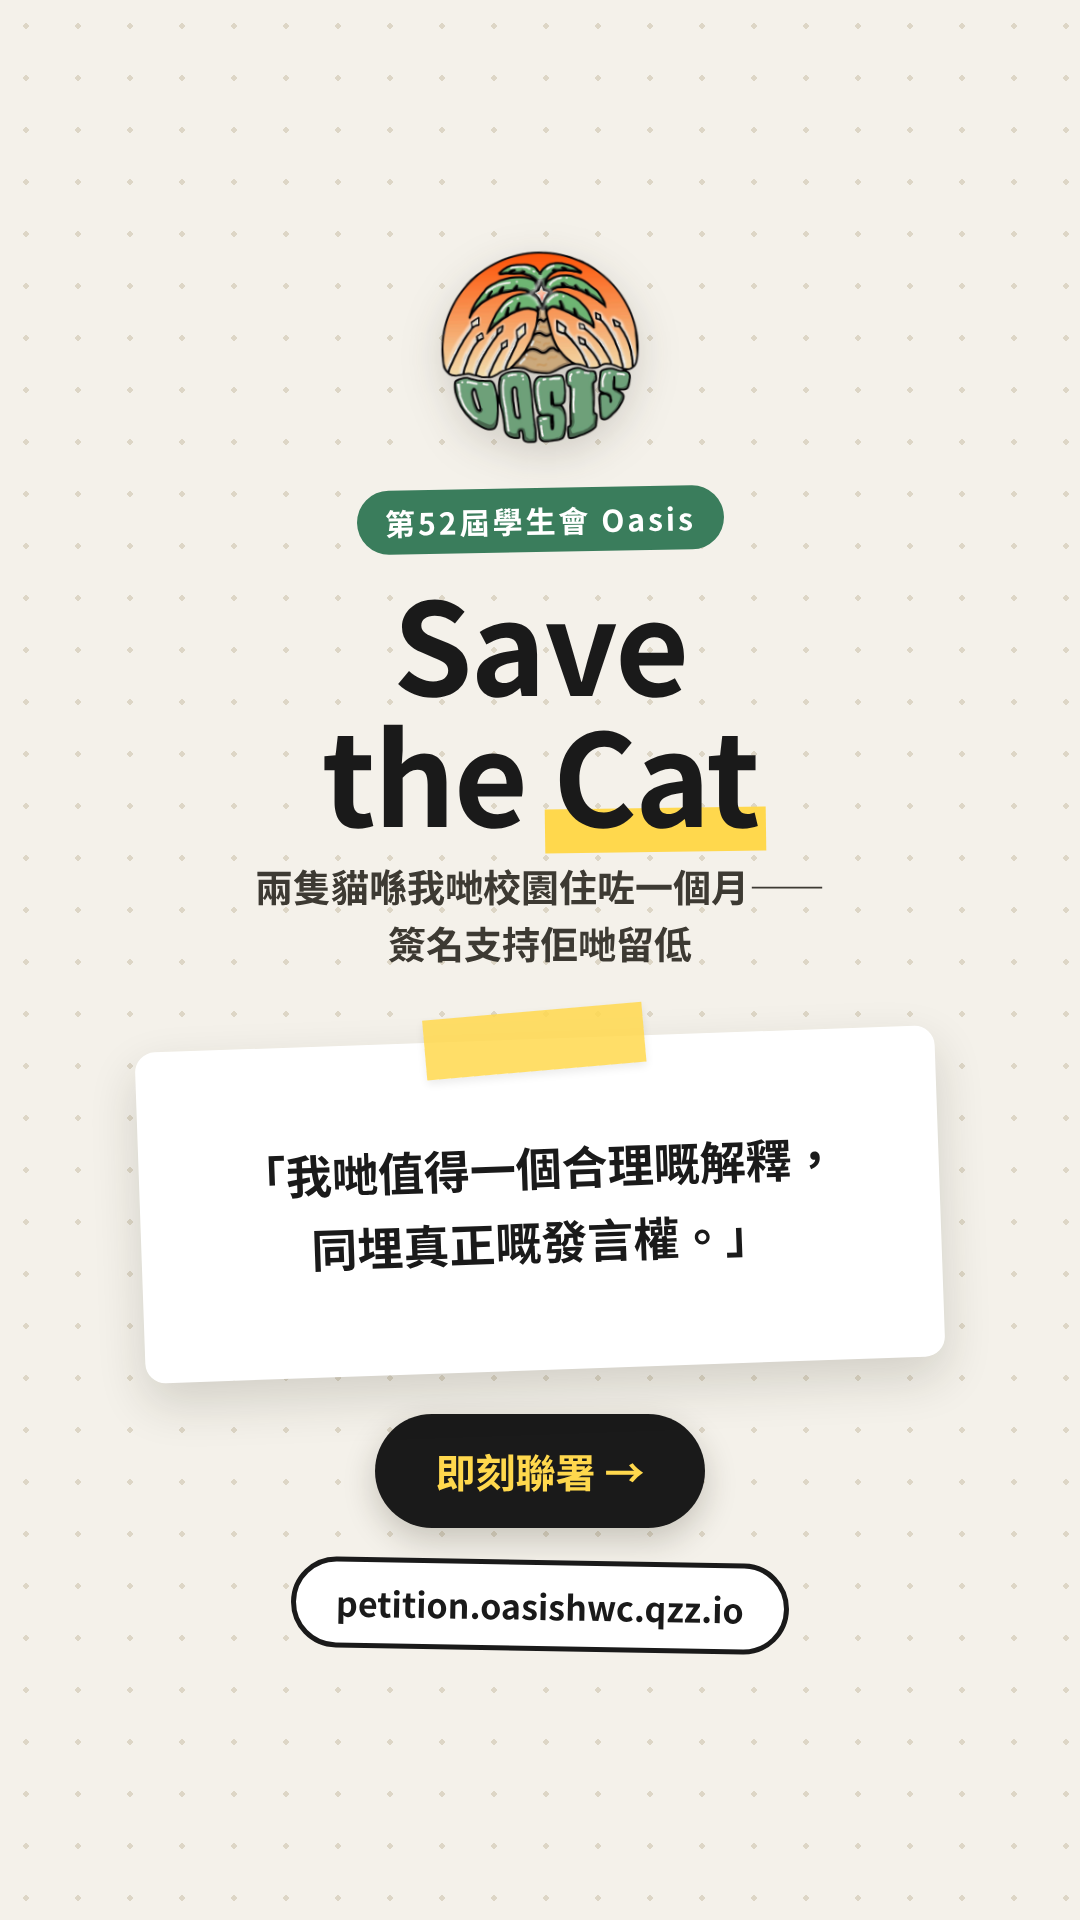 OASIS
第52屆學生會 Oasis
Save
the Cat
兩隻貓喺我哋校園住咗一個月——
簽名支持佢哋留低
「我哋值得一個合理嘅解釋，
同埋真正嘅發言權。」
即刻聯署 →
petition.oasishwc.qzz.io